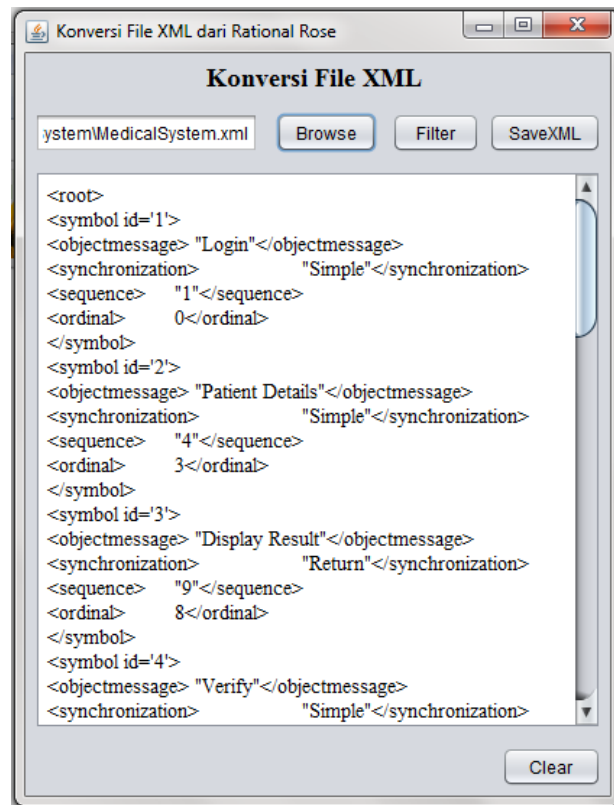 Konversi File XML dari Rational Rose
Konversi File XML
ystem\MedicalSystem.xml Browse Filter SaveXML
<root>
<symbol id='1'>
<objectmessage> "Login"</objectmessage>
<synchronization> "Simple"</synchronization>
<sequence> "1"</sequence>
<ordinal> 0</ordinal>
</symbol>
<symbol id='2'>
<objectmessage> "Patient Details"</objectmessage>
<synchronization> "Simple"</synchronization>
<sequence> "4"</sequence>
<ordinal> 3</ordinal>
</symbol>
<symbol id='3'>
<objectmessage> "Display Result"</objectmessage>
<synchronization> "Return"</synchronization>
<sequence> "9"</sequence>
<ordinal> 8</ordinal>
</symbol>
<symbol id='4'>
<objectmessage> "Verify"</objectmessage>
<synchronization> "Simple"</synchronization>
Clear